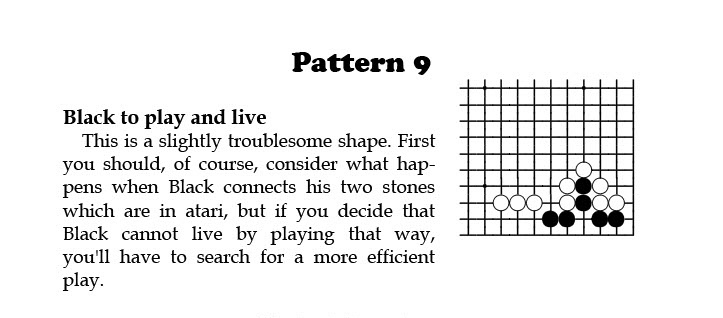 Pattern 9
Black to play and live
This is a slightly troublesome shape. First
you should, of course, consider what hap-
pens when Black connects his two stones
which are in atari, but if you decide that
Black cannot live by playing that way,
you'll have to search for a more efficient
play.